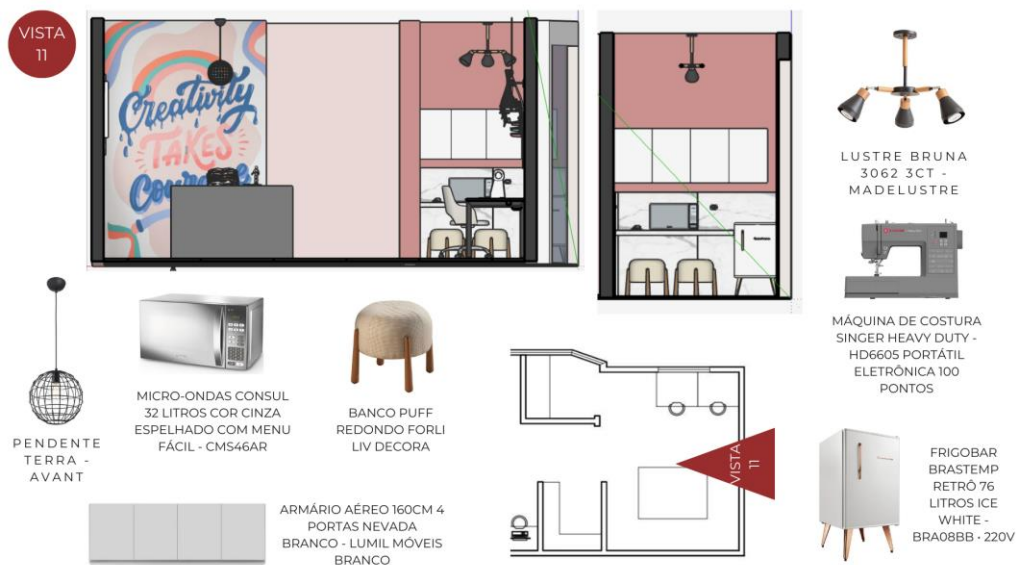 VISTA
11
Creativity
TAKES
LUSTRE BRUNA
3062 3CT -
MADELUSTRE
MÁQUINA DE COSTURA
SINGER HEAVY DUTY -
HD6605 PORTÁTIL
ELETRÔNICA 100
PONTOS
PENDENTE
TERRA -
AVANT
MICRO-ONDAS CONSUL
32 LITROS COR CINZA
ESPELHADO COM MENU
FÁCIL - CMS46AR
BANCO PUFF
REDONDO FORLI
LIV DECORA
ARMÁRIO AÉREO 160CM 4
PORTAS NEVADA
BRANCO - LUMIL MÓVEIS
BRANCO
VISTA
11
FRIGOBAR
BRASTEMP
RETRÔ 76
LITROS ICE
WHITE -
BRA08BB - 220V